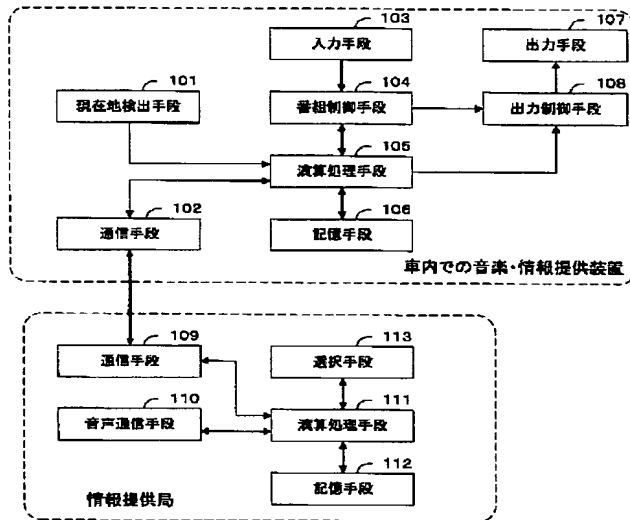 103
入力手段
107
出力手段
101
現在地検出手段
104
番組制御手段
108
出力制御手段
105
演算処理手段
102
通信手段
106
記憶手段
車内での音楽・情報提供装置
109
通信手段
113
選択手段
110
音声通信手段
111
演算処理手段
112
記憶手段
情報提供局